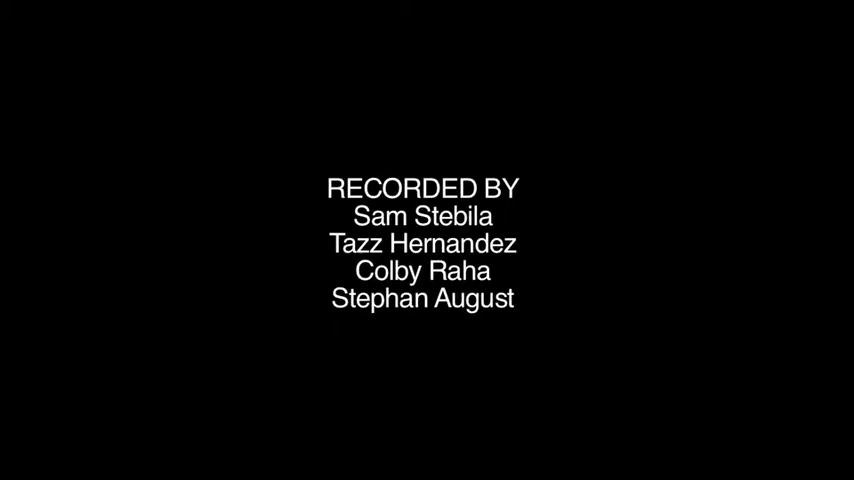 RECORDED BY
Sam Stebila
Tazz Hernandez
Colby Raha
Stephan August